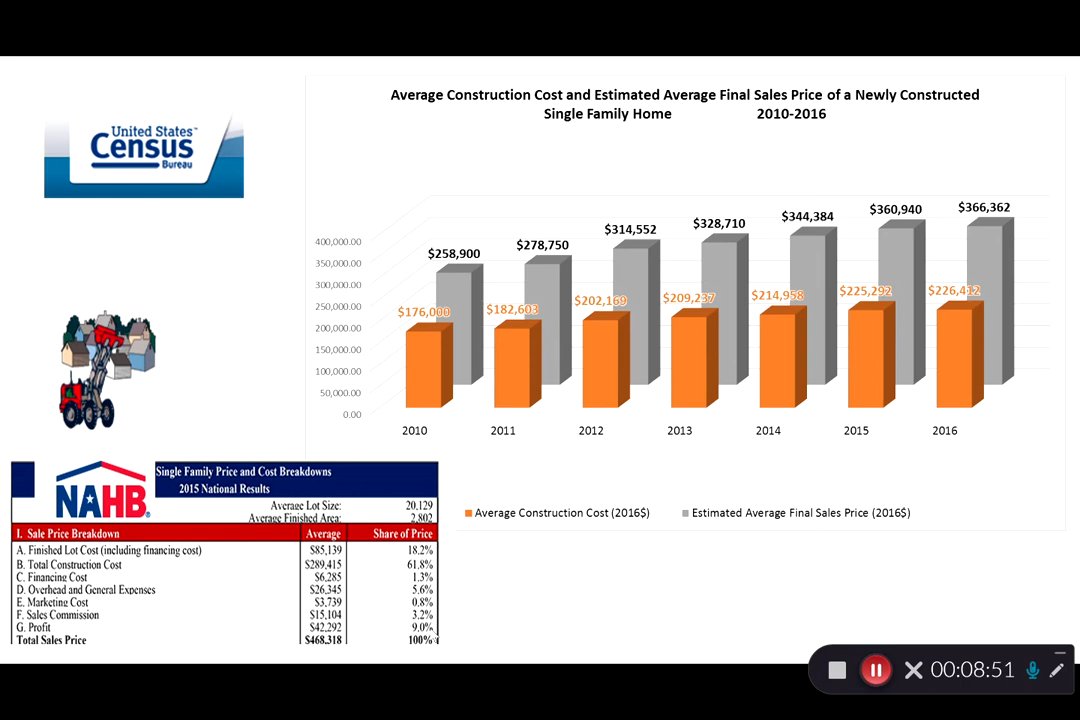 Average Construction Cost and Estimated Average Final Sales Price of a Newly Constructed
Single Family Home 2010-2016
United States™
Census
Bureau
400,000.00
350,000.00
300,000.00
250,000.00
200,000.00
150,000.00
100,000.00
50,000.00
0.00
$258,900
$278,750
$314,552
$328,710
$344,384
$360,940
$366,362
$176,000
$182,603
$202,169
$209,237
$214,958
$225,292
$226,412
2010 2011 2012 2013 2014 2015 2016
Average Construction Cost (2016$) Estimated Average Final Sales Price (2016$)
NAHB®
Single Family Price and Cost Breakdowns
2015 National Results
Average Lot Size: 20,129
Average Finished Area: 2,802
I. Sale Price Breakdown Average Share of Price
A. Finished Lot Cost (including financing cost) $85,139 18.2%
B. Total Construction Cost $289,415 61.8%
C. Financing Cost $6,285 1.3%
D. Overhead and General Expenses $26,345 5.6%
E. Marketing Cost $3,739 0.8%
F. Sales Commission $15,104 3.2%
G. Profit $42,292 9.0%
Total Sales Price $468,318 100%
00:08:51